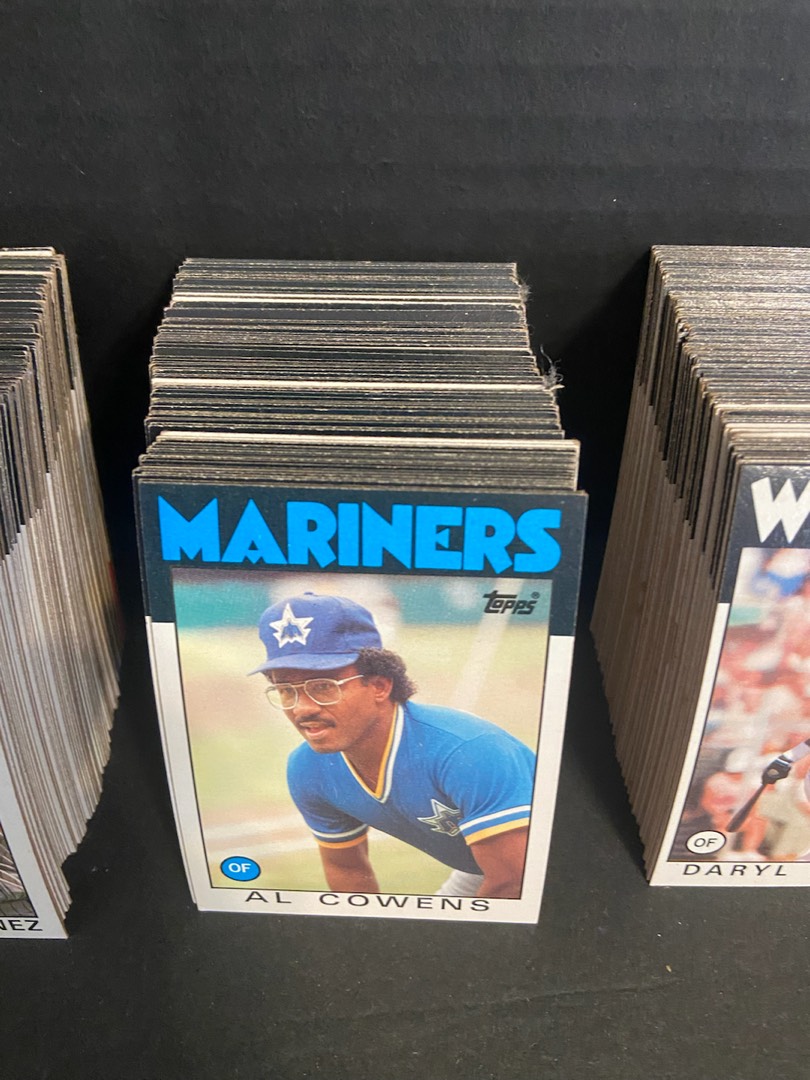 MARINERS
topps®
OF
AL COWENS
NEZ
W
OF
DARYL